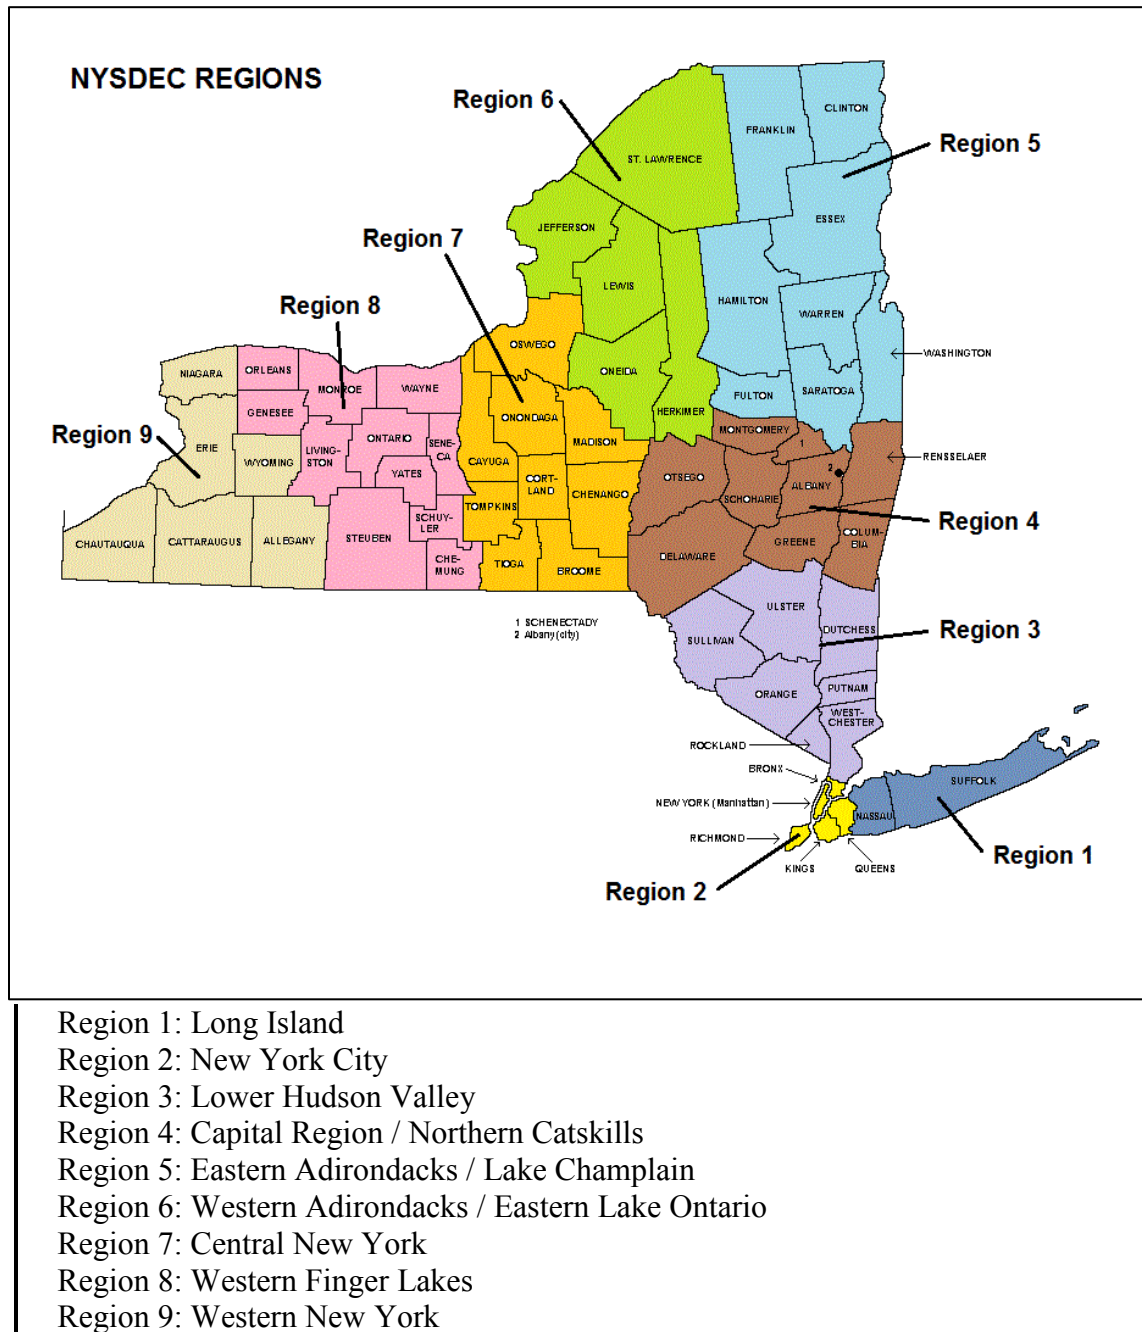 NYSDEC REGIONS
Region 6
CLINTON
FRANKLIN
Region 5
ST. LAWRENCE
ESSEX
JEFFERSON
Region 7
LEWIS
HAMILTON
Region 8
WARREN
OSWEGO
WASHINGTON
NIAGARA
ORLEANS
MONROE
WAYNE
ONEIDA
FULTON
SARATOGA
GENESEE
HERKIMER
ONONDAGA
MONTGOMERY
1
Region 9
ERIE
ONTARIO
SENE-
CA
MADISON
RENSSELAER
WYOMING
LIVING-
STON
CAYUGA
2
YATES
CORT-
LAND
CHENANGO
OTSEGO
SCHOHARIE
ALBANY
TOMPKINS
SCHUY-
LER
Region 4
CHAUTAUQUA
CATTARAUGUS
ALLEGANY
STEUBEN
COLUM-
BIA
GREENE
CHE-
MUNG
TIOGA
BROOME
DELAWARE
ULSTER
1 SCHENECTADY
2 Albany (city)
SULLIVAN
DUTCHESS
Region 3
ORANGE
PUTNAM
WEST-
CHESTER
ROCKLAND
BRONX
SUFFOLK
NEW YORK (Manhattan)
NASSAU
RICHMOND
Region 1
KINGS
QUEENS
Region 2
Region 1: Long Island
Region 2: New York City
Region 3: Lower Hudson Valley
Region 4: Capital Region / Northern Catskills
Region 5: Eastern Adirondacks / Lake Champlain
Region 6: Western Adirondacks / Eastern Lake Ontario
Region 7: Central New York
Region 8: Western Finger Lakes
Region 9: Western New York